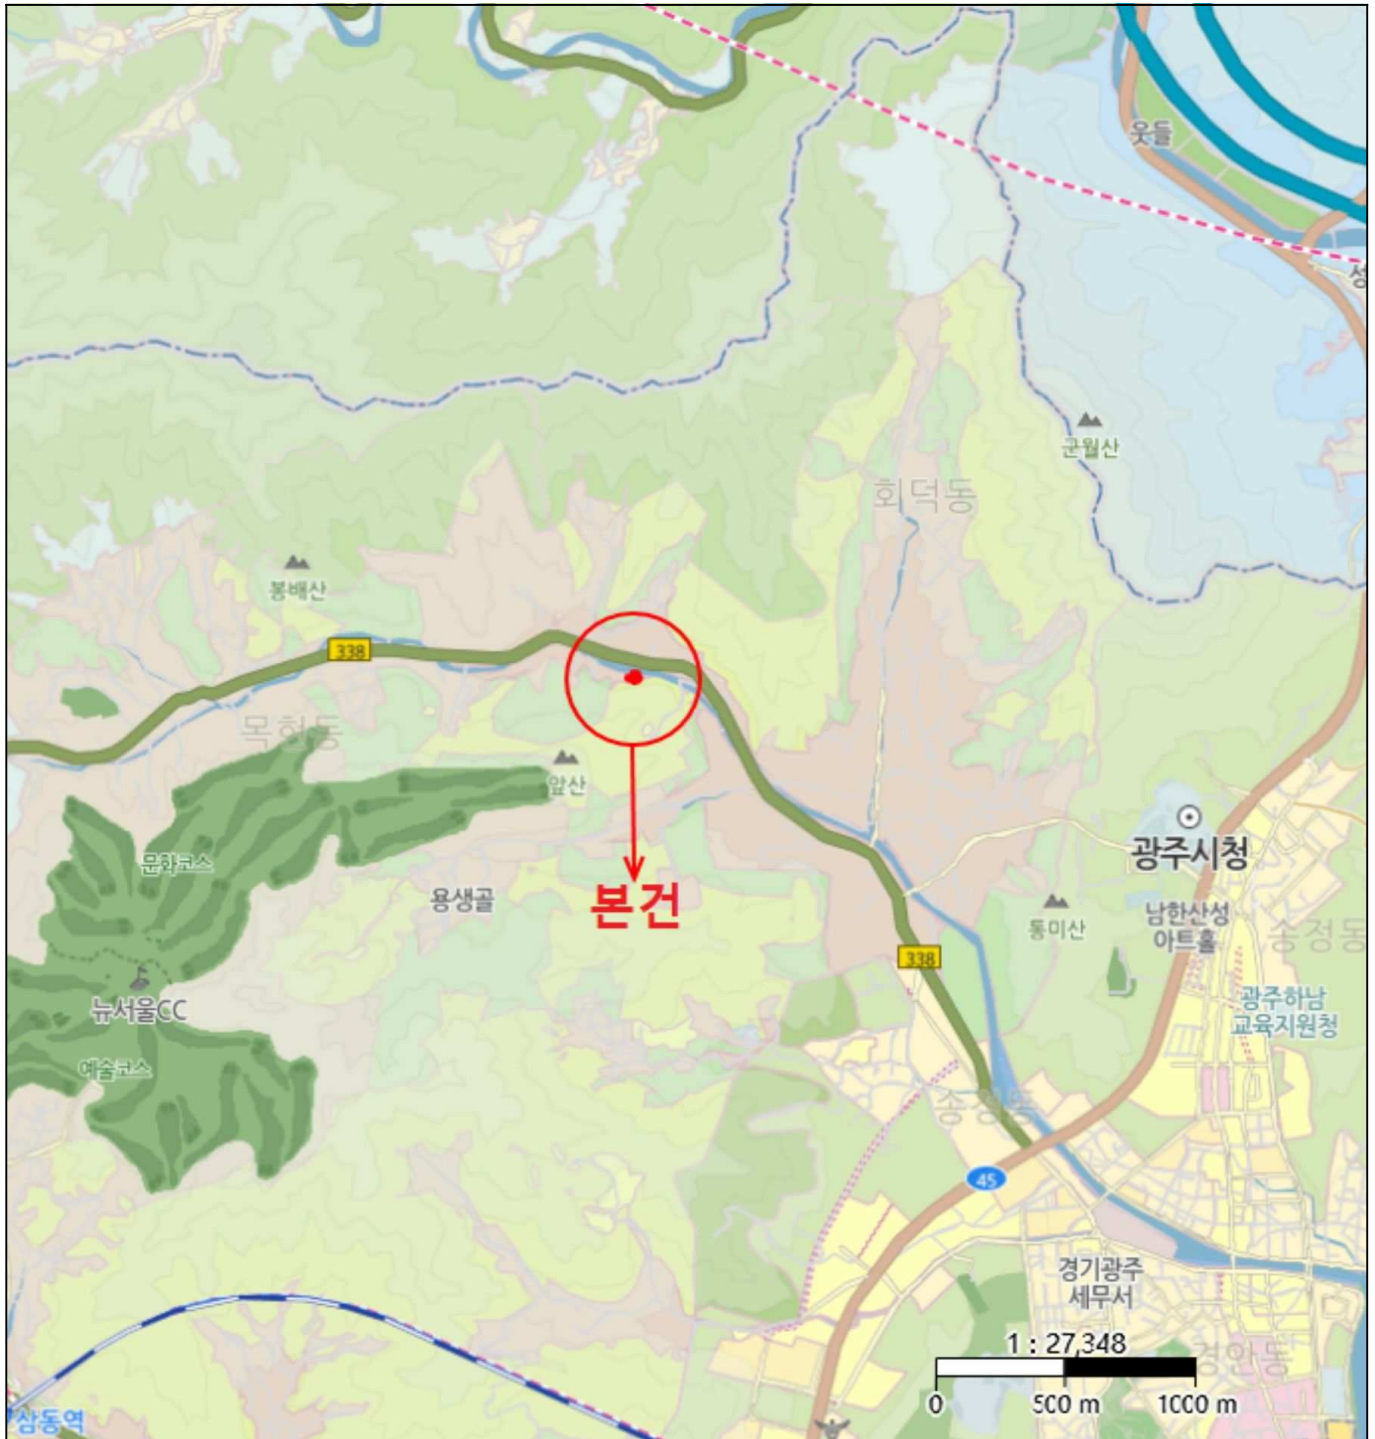 웃들
성
군월산
회덕동
봉배산
338
목현동
앞산
광주시청
문화코스
용생골
본건
남한산성
아트홀
통미산
송정동
338
뉴서울CC
광주하남
교육지원청
예술코스
송정동
45
경기광주
세무서
1 : 27,348
경안동
0
500 m
1000 m
삼동역